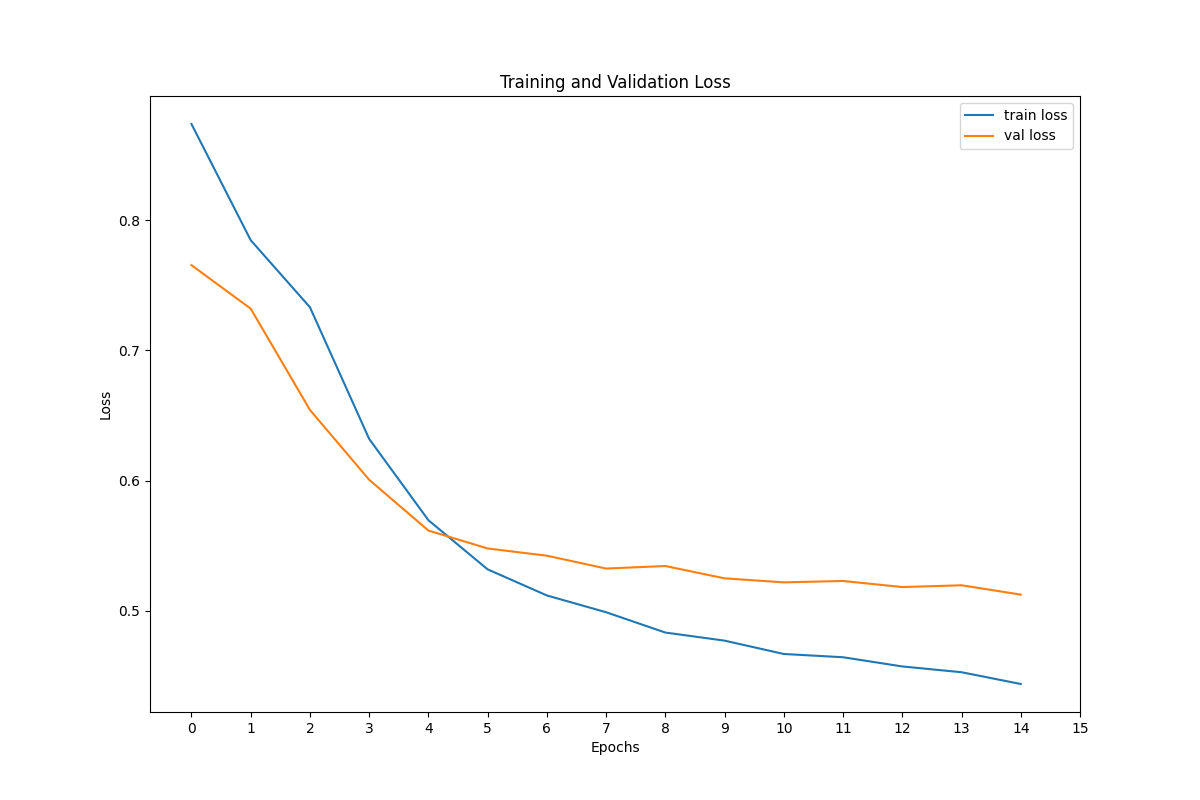 Training and Validation Loss
train loss
val loss
0.8
0.7
0.6
0.5
Loss
0 1 2 3 4 5 6 7 8 9 10 11 12 13 14 15
Epochs